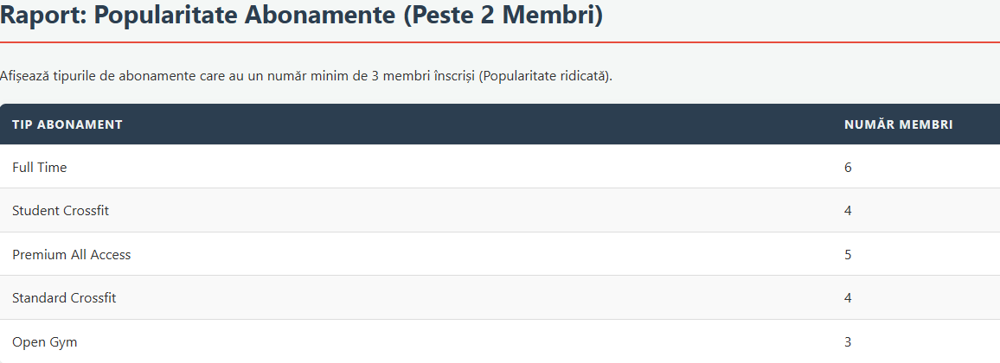 Raport: Popularitate Abonamente (Peste 2 Membri)
Afișează tipurile de abonamente care au un număr minim de 3 membri înscriși (Popularitate ridicată).
TIP ABONAMENT NUMĂR MEMBRI
Full Time 6
Student Crossfit 4
Premium All Access 5
Standard Crossfit 4
Open Gym 3